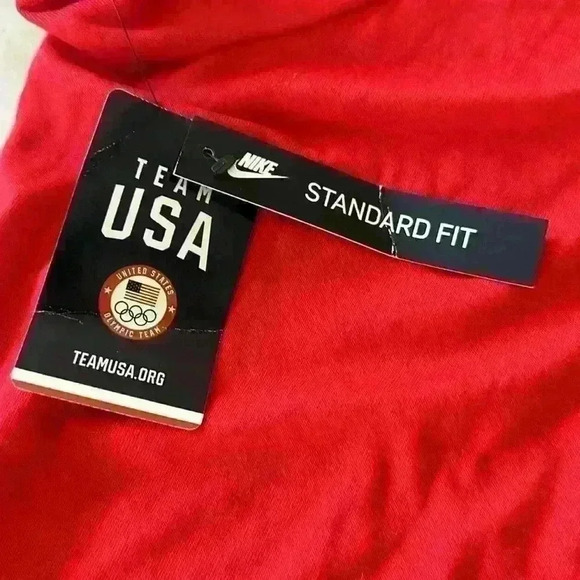 TEAM
USA
UNITED STATES
OLYMPIC TEAM
TEAMUSA.ORG
NIKE
STANDARD FIT